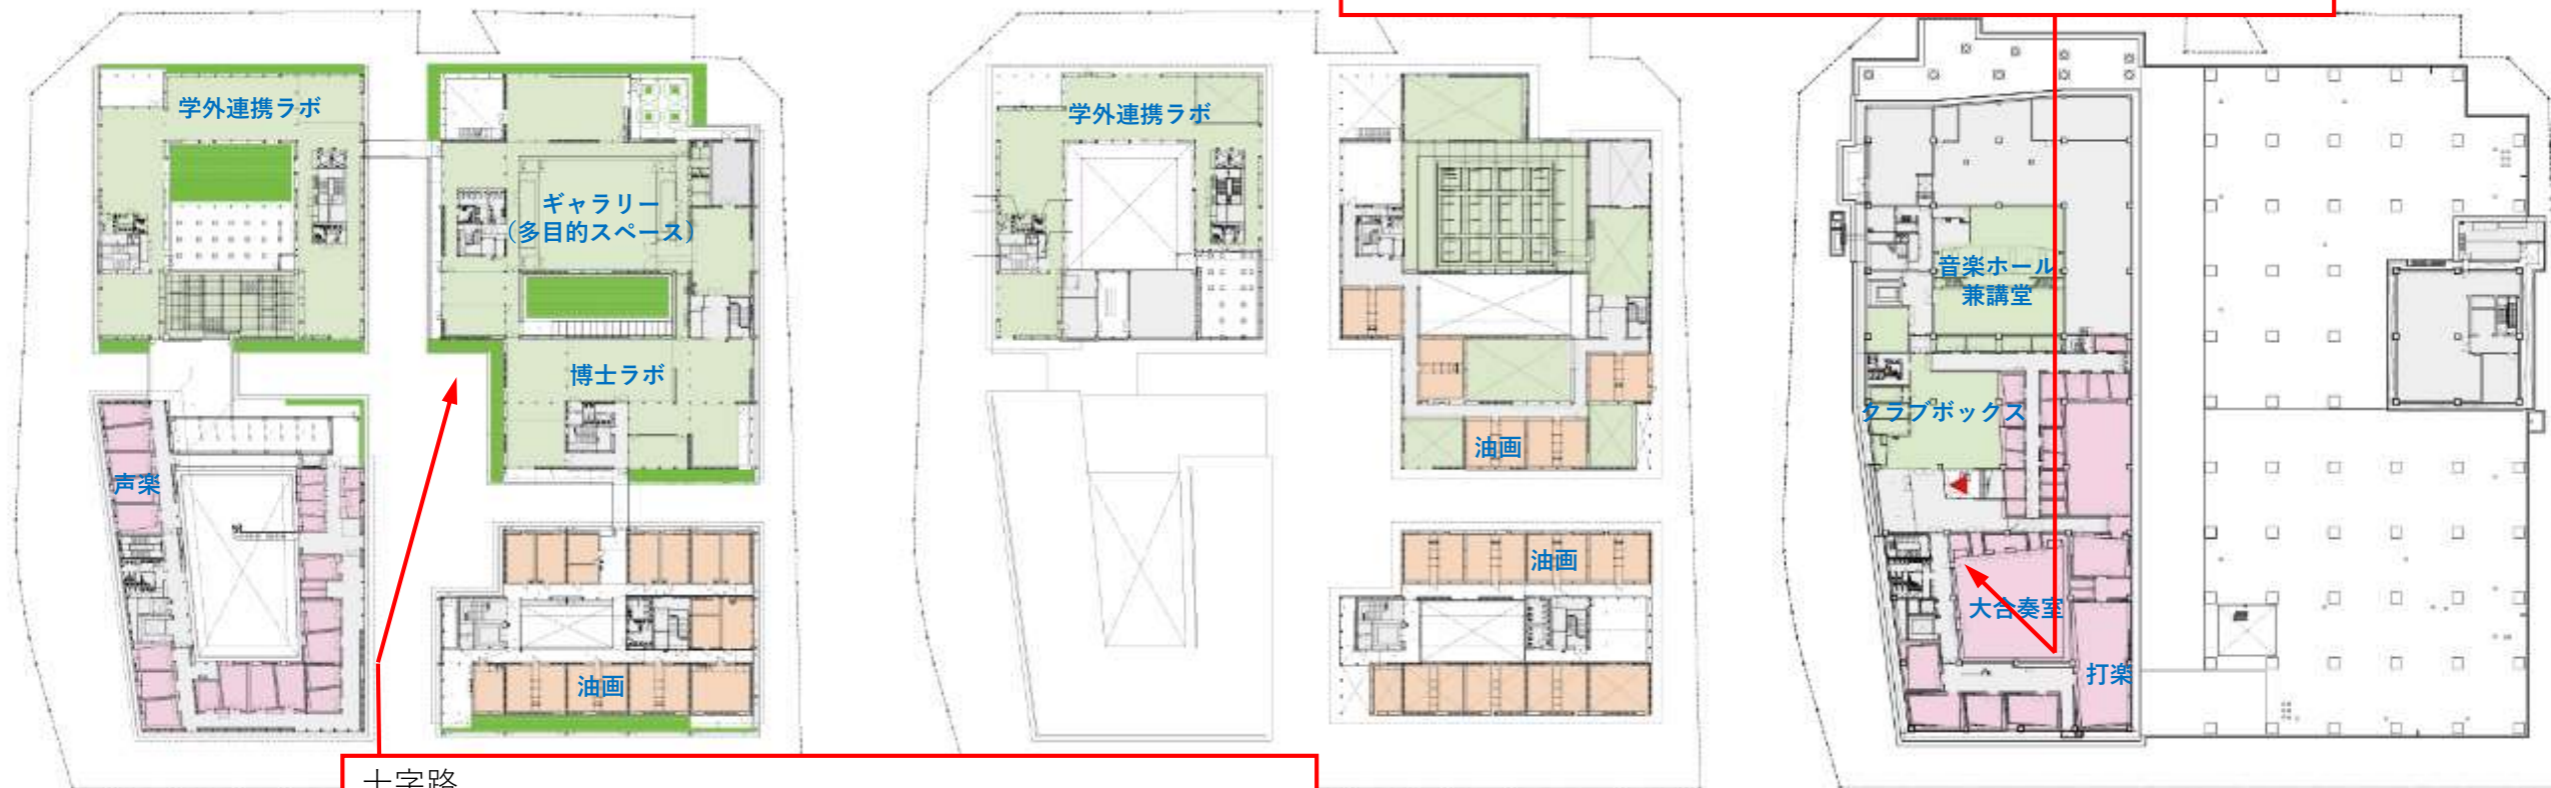 学外連携ラボ
ギャラリー
(多目的スペース)
博士ラボ
声楽
油画
学外連携ラボ
油画
油画
音楽ホール
兼講堂
クラブボックス
大合奏室
打楽
十字路